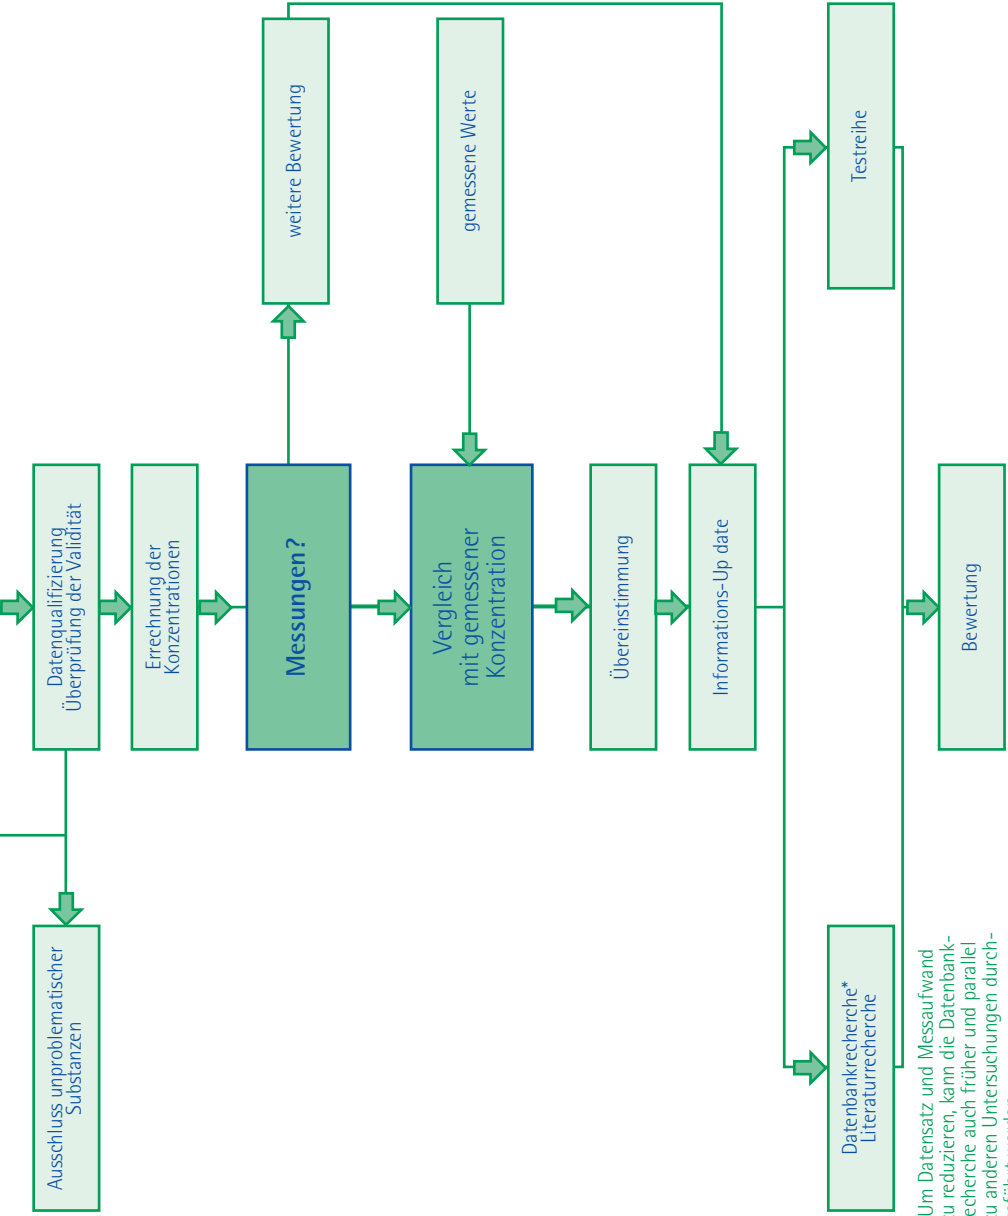 Ausschluss unproblematischer
Substanzen
Datenqualifizierung
Überprüfung der Validität
Errechnung der
Konzentrationen
Messungen?
weitere Bewertung
Vergleich
mit gemessener
Konzentration
gemessene Werte
Übereinstimmung
Informations-Up date
Datenbankrecherche*
Literaturrecherche
Testreihe
Bewertung
Um Datensatz und Messaufwand
reduzieren, kann die Datenbank-
auch früher und parallel
anderen Untersuchungen durch-